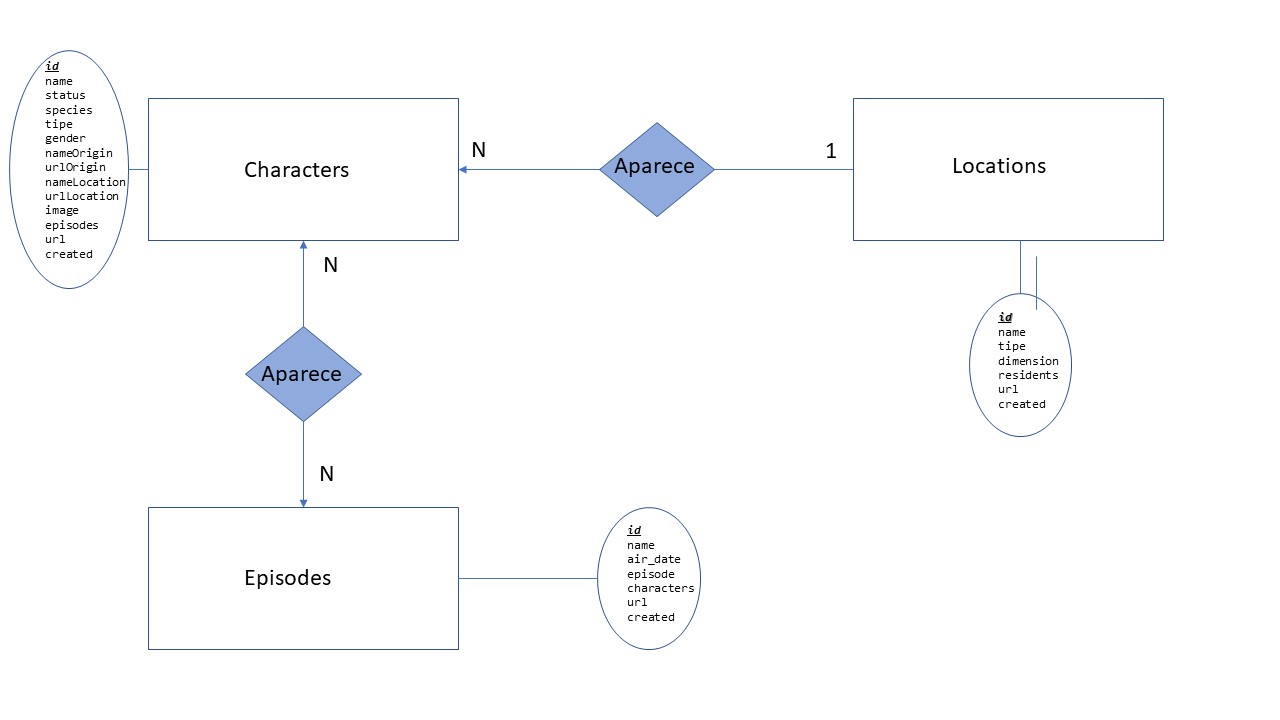 id
name
status
species
tipe
gender
nameOrigin
urlOrigin
nameLocation
urlLocation
image
episodes
url
created
Characters
N
Aparece
1
Locations
id
name
tipe
dimension
residents
url
created
N
Aparece
N
Episodes
id
name
air_date
episode
characters
url
created